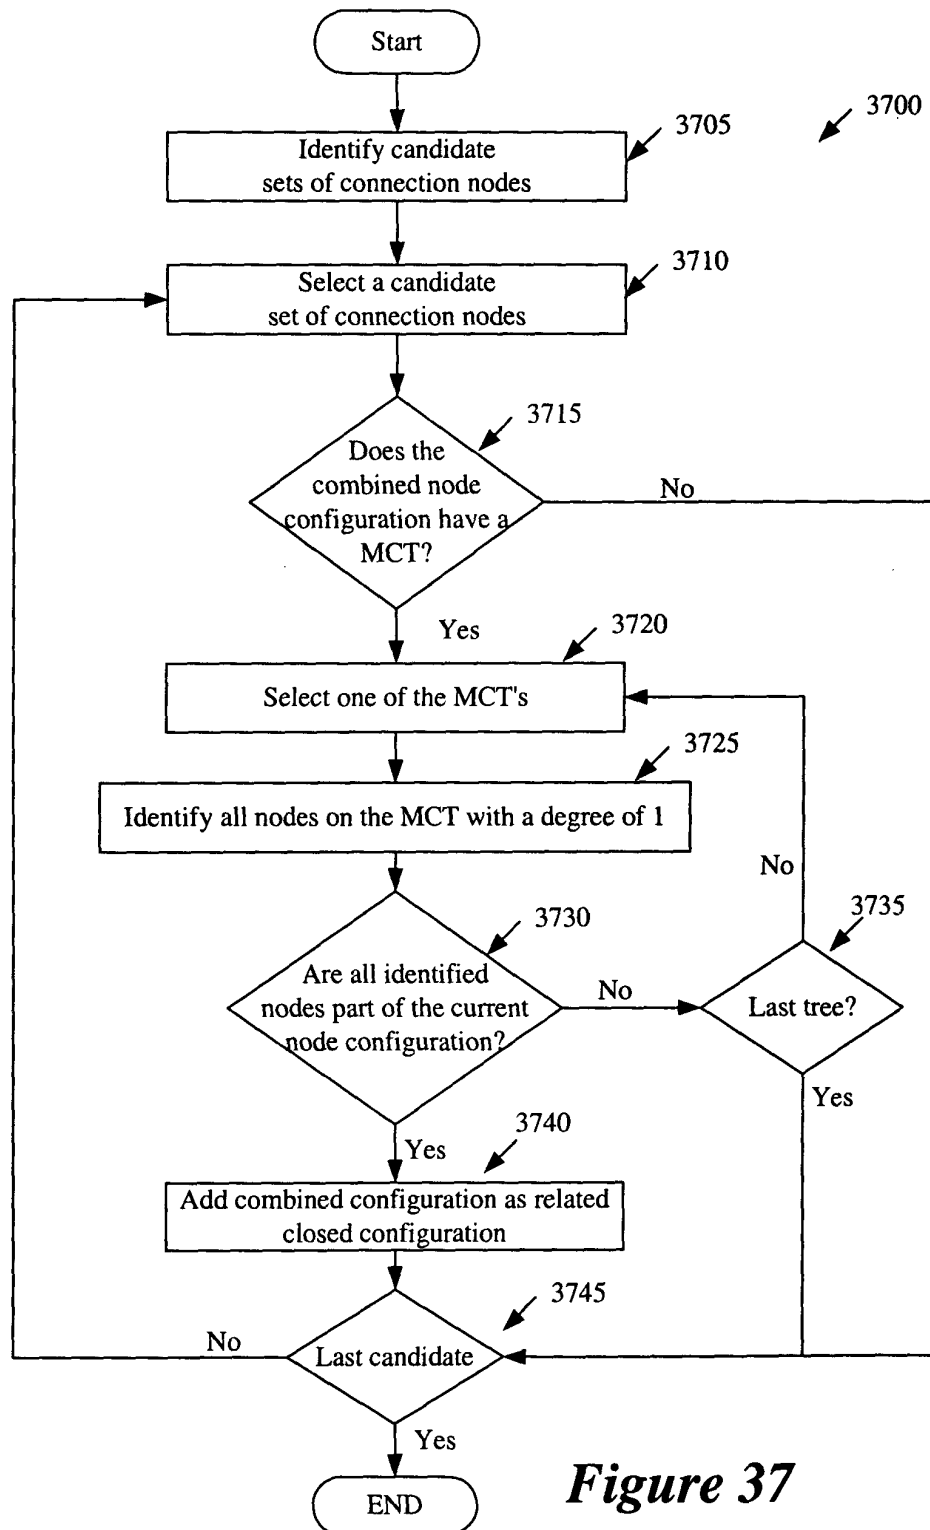 Start
3700
3705
Identify candidate
sets of connection nodes
3710
Select a candidate
set of connection nodes
3715
Does the
combined node
configuration have a
MCT?
No
Yes
3720
Select one of the MCT's
3725
Identify all nodes on the MCT with a degree of 1
No
3730
3735
Are all identified
nodes part of the current
node configuration?
No
Last tree?
Yes
Yes
3740
Add combined configuration as related
closed configuration
3745
No
Last candidate
Yes
END
Figure 37